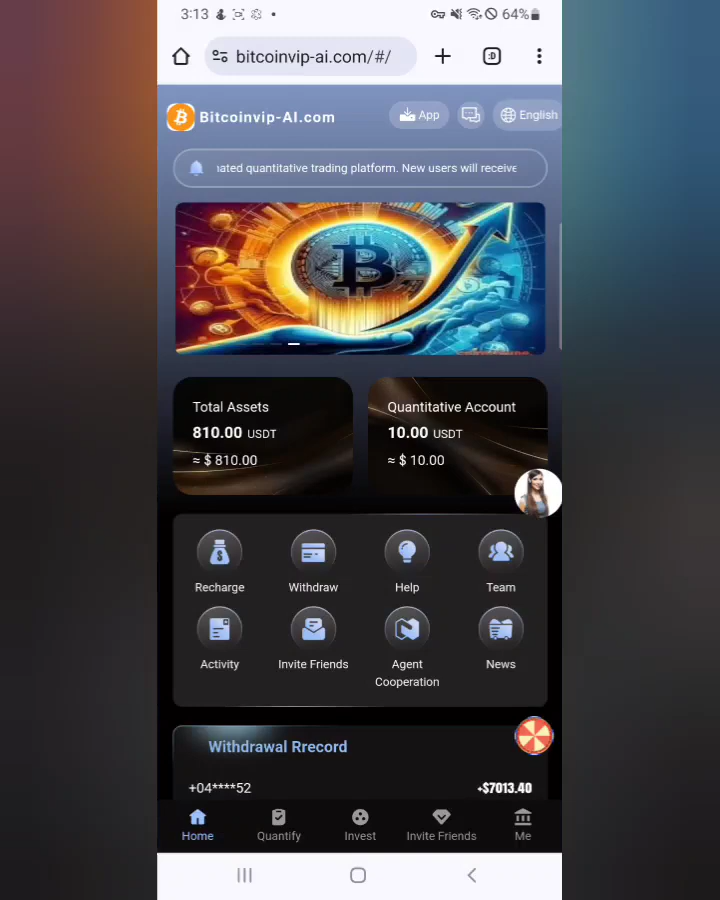 3:13 64%
bitcoinvip-ai.com/#/ :D
Bitcoinvip-AI.com App English
nated quantitative trading platform. New users will receive
Total Assets
810.00 USDT
≈ $ 810.00
Quantitative Account
10.00 USDT
≈ $ 10.00
Recharge Withdraw Help Team
Activity Invite Friends Agent Cooperation News
Withdrawal Rrecord
+04****52 +$7013.40
Home Quantify Invest Invite Friends Me